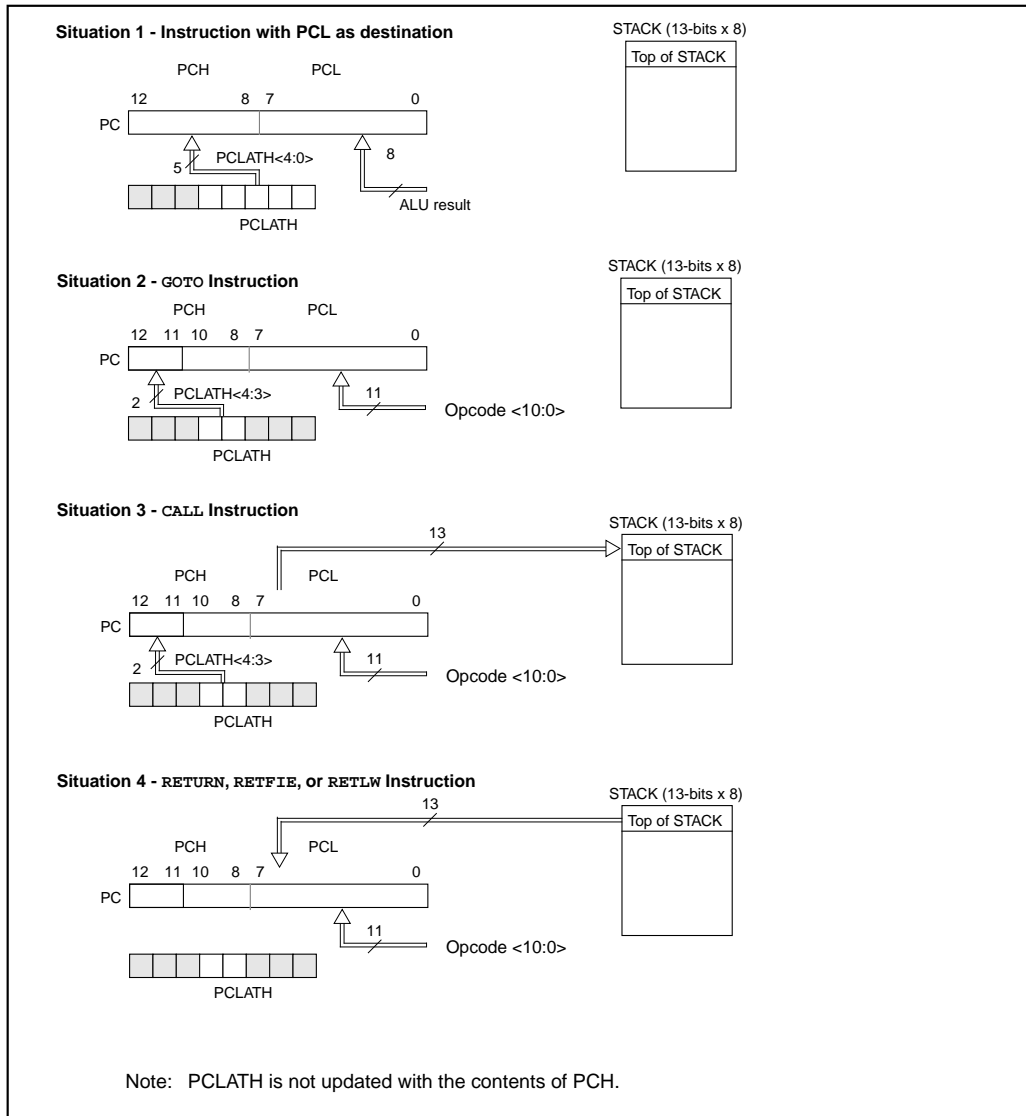 Situation 1 - Instruction with PCL as destination
STACK (13-bits x 8)
Top of STACK
PCH PCL
12 8 7 0
PC
5 PCLATH<4:0> 8
ALU result
PCLATH
Situation 2 - GOTO Instruction
STACK (13-bits x 8)
Top of STACK
PCH PCL
12 11 10 8 7 0
PC
2 PCLATH<4:3> 11
Opcode <10:0>
PCLATH
Situation 3 - CALL Instruction
STACK (13-bits x 8)
13
Top of STACK
PCH PCL
12 11 10 8 7 0
PC
2 PCLATH<4:3> 11
Opcode <10:0>
PCLATH
Situation 4 - RETURN, RETFIE, or RETLW Instruction
STACK (13-bits x 8)
13
Top of STACK
PCH PCL
12 11 10 8 7 0
PC
11
Opcode <10:0>
PCLATH
Note: PCLATH is not updated with the contents of PCH.